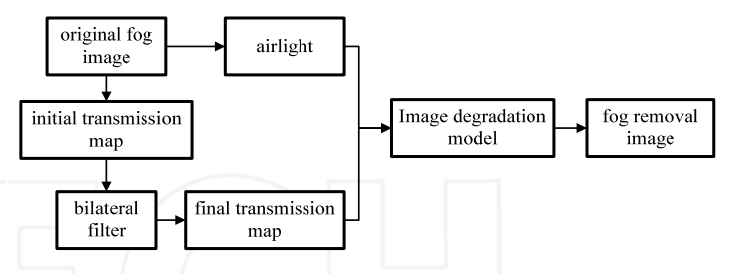 original fog
image
airlight
initial transmission
map
bilateral
filter
final transmission
map
Image degradation
model
fog removal
image